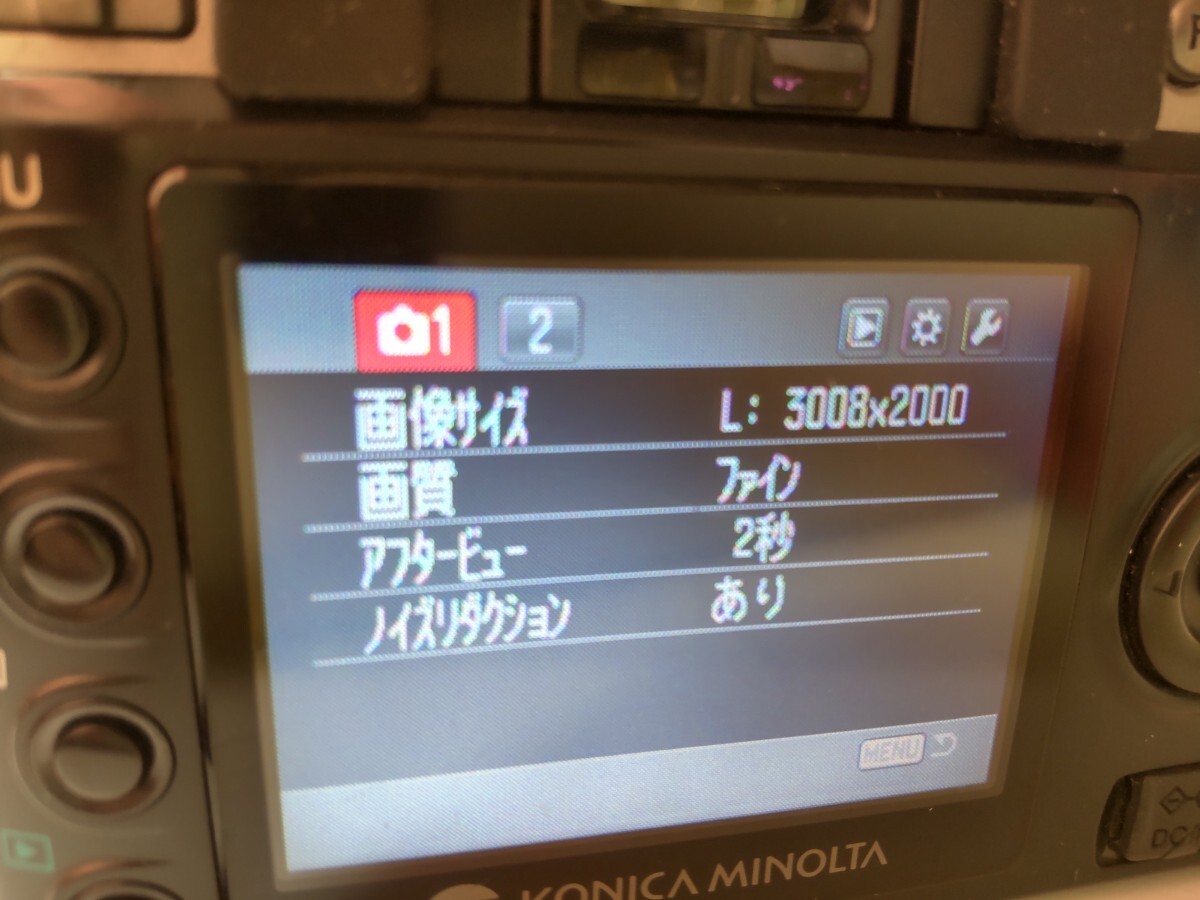 1 2
画像サイズ L: 3008x2000
画質 ファイン
アフタービュー 2秒
ノイズリダクション あり
MENU
KONICA MINOLTA